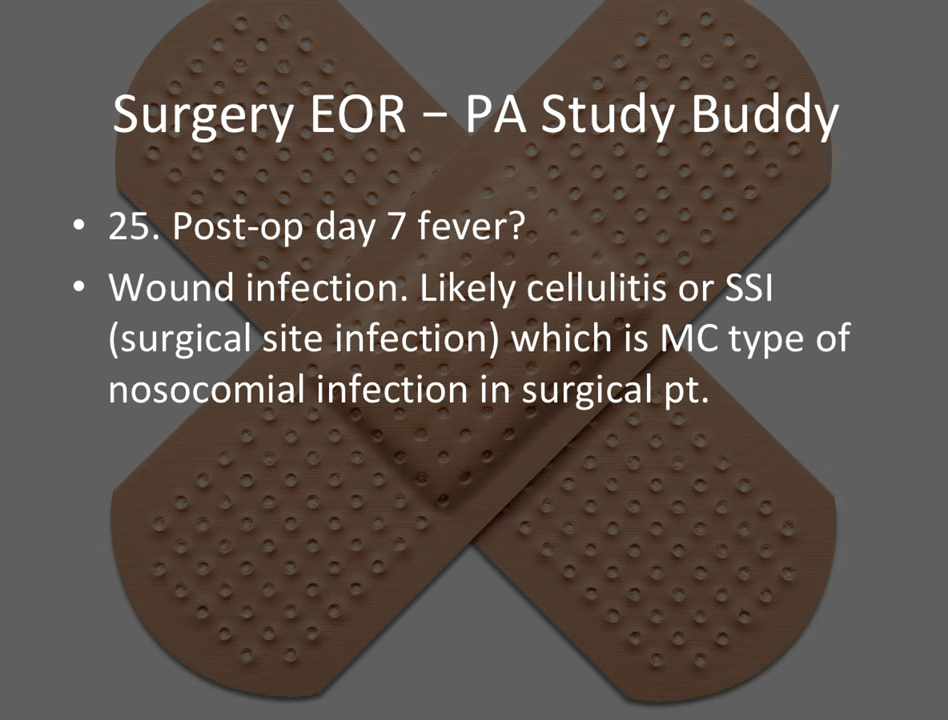 Surgery EOR – PA Study Buddy
• 25. Post-op day 7 fever?
• Wound infection. Likely cellulitis or SSI
(surgical site infection) which is MC type of
nosocomial infection in surgical pt.